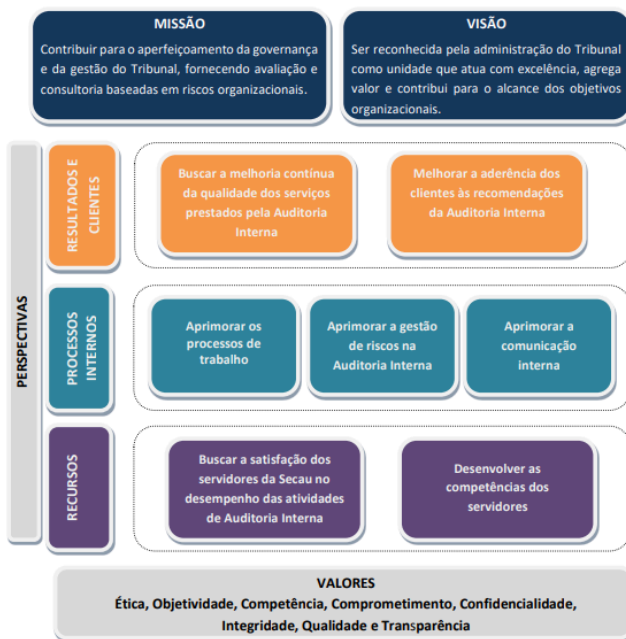 MISSÃO
Contribuir para o aperfeiçoamento da governança
e da gestão do Tribunal, fornecendo avaliação e
consultoria baseadas em riscos organizacionais.
VISÃO
Ser reconhecida pela administração do Tribunal
como unidade que atua com excelência, agrega
valor e contribui para o alcance dos objetivos
organizacionais.
PERSPECTIVAS
RESULTADOS E
CLIENTES
Buscar a melhoria contínua
da qualidade dos serviços
prestados pela Auditoria
Interna
Melhorar a aderência dos
clientes às recomendações
da Auditoria Interna
PROCESSOS
INTERNOS
Aprimorar os
processos de
trabalho
Aprimorar a gestão
de riscos na
Auditoria Interna
Aprimorar a
comunicação
interna
RECURSOS
Buscar a satisfação dos
servidores da Secau no
desempenho das atividades
de Auditoria Interna
Desenvolver as
competências dos
servidores
VALORES
Ética, Objetividade, Competência, Comprometimento, Confidencialidade,
Integridade, Qualidade e Transparência